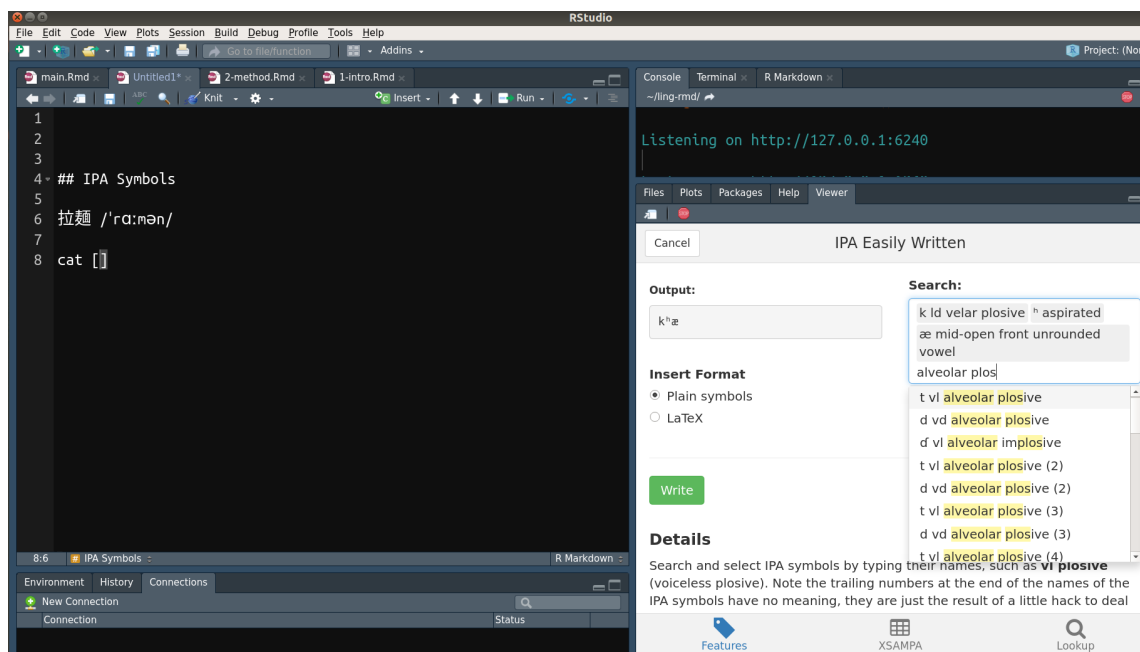 RStudio
File Edit Code View Plots Session Build Debug Profile Tools Help
Go to file/function Addins Project: (No
main.Rmd Untitled1* 2-method.Rmd 1-intro.Rmd
ABC Knit Insert Run
1
2
3
4 ## IPA Symbols
5
6 拉麺 /ˈrɑːmən/
7
8 cat []
8:6 # IPA Symbols R Markdown
Environment History Connections
New Connection
Connection Status
Console Terminal R Markdown
~/ling-rmd/
Listening on http://127.0.0.1:6240
Files Plots Packages Help Viewer
Cancel IPA Easily Written
Output:
kʰæ
Insert Format
Plain symbols
LaTeX
Write
Search:
k ld velar plosive ʰ aspirated
æ mid-open front unrounded
vowel
alveolar plos
t vl alveolar plosive
d vd alveolar plosive
ɗ vl alveolar implosive
t vl alveolar plosive (2)
d vd alveolar plosive (2)
t vl alveolar plosive (3)
d vd alveolar plosive (3)
t vl alveolar plosive (4)
Details
Search and select IPA symbols by typing their names, such as vl plosive
(voiceless plosive). Note the trailing numbers at the end of the names of the
IPA symbols have no meaning, they are just the result of a little hack to deal
Features XSAMPA Lookup